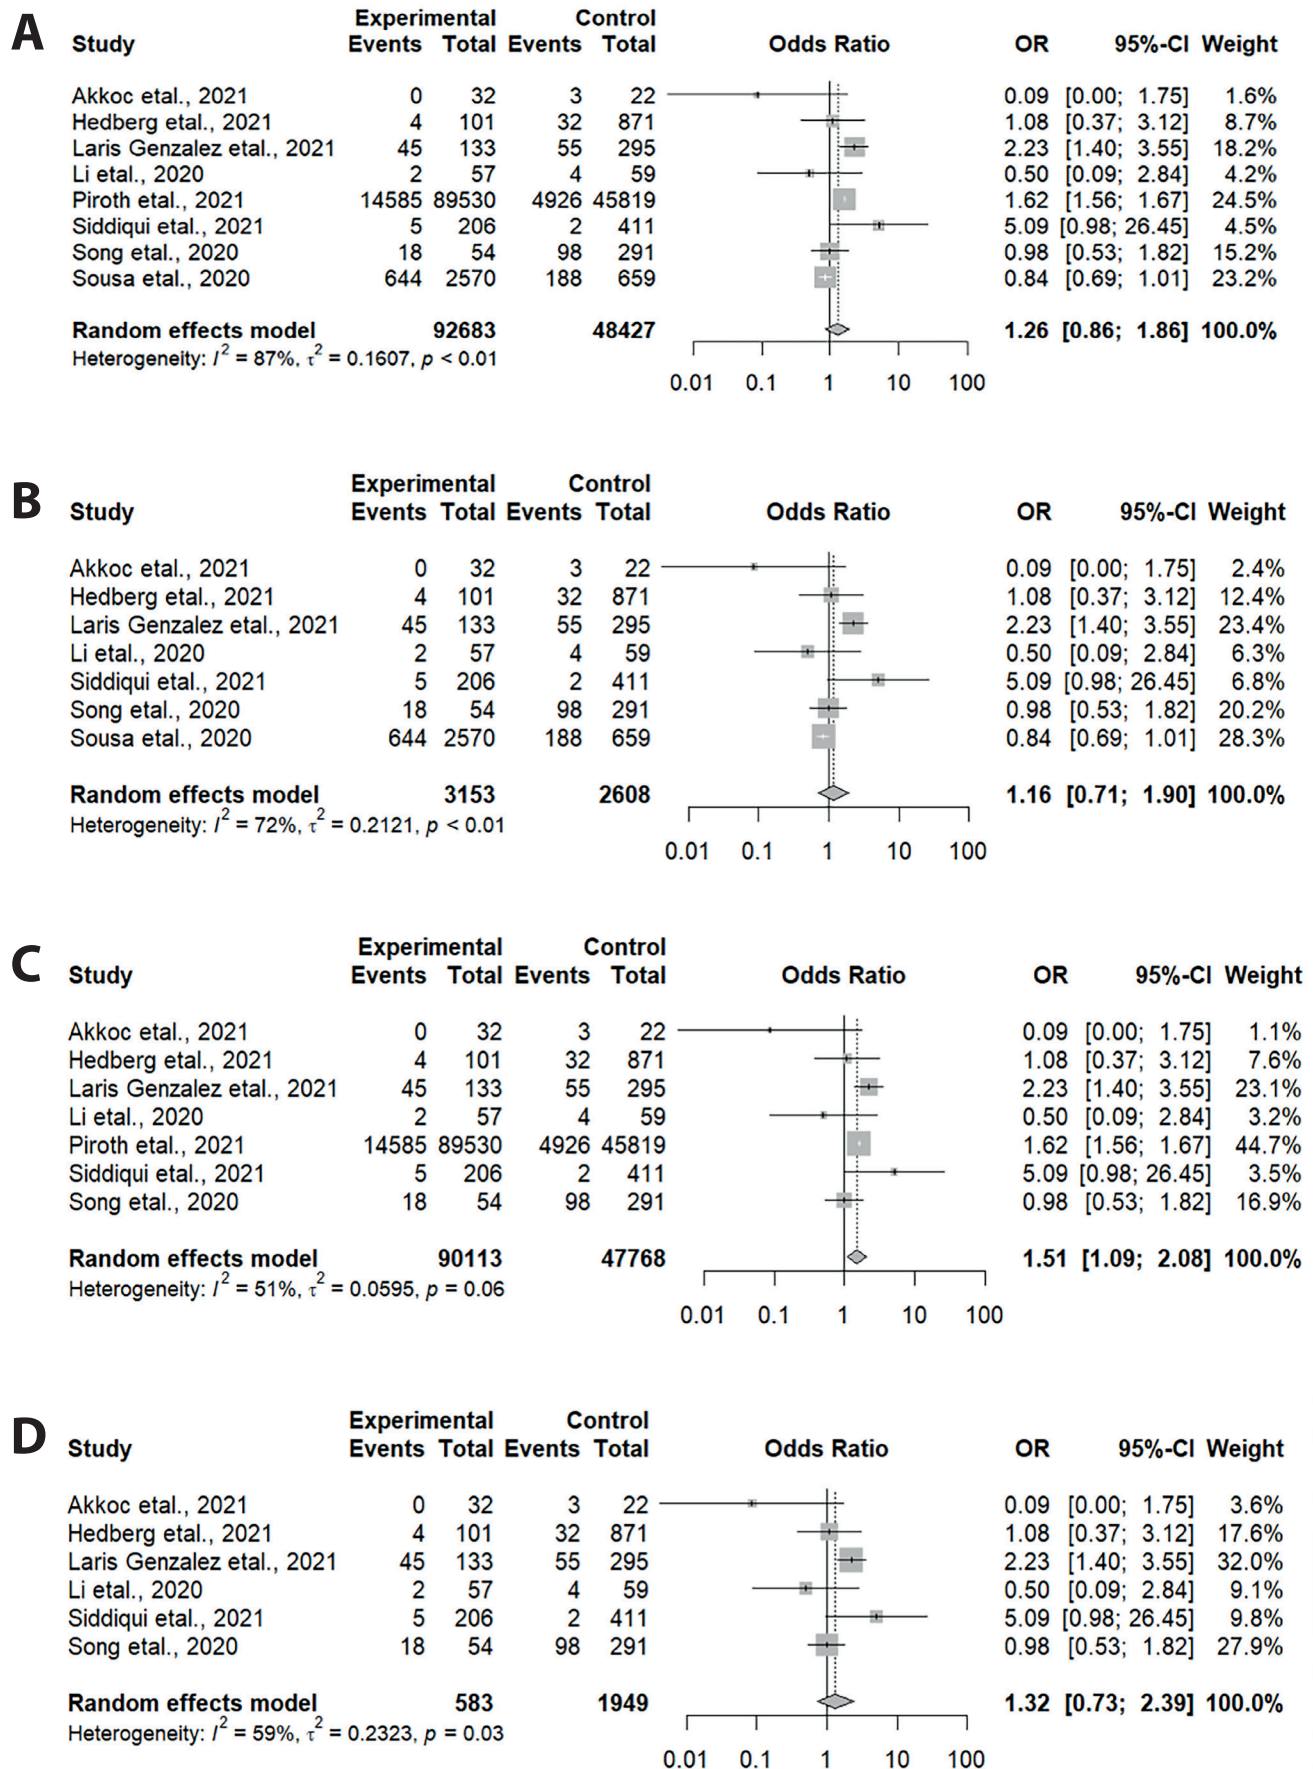 A
Experimental Control
Study Events Total Events Total Odds Ratio OR 95%-CI Weight
Akkoc etal., 2021 0 32 3 22 0.09 [0.00; 1.75] 1.6%
Hedberg etal., 2021 4 101 32 871 1.08 [0.37; 3.12] 8.7%
Laris Genzalez etal., 2021 45 133 55 295 2.23 [1.40; 3.55] 18.2%
Li etal., 2020 2 57 4 59 0.50 [0.09; 2.84] 4.2%
Piroth etal., 2021 14585 89530 4926 45819 1.62 [1.56; 1.67] 24.5%
Siddiqui etal., 2021 5 206 2 411 5.09 [0.98; 26.45] 4.5%
Song etal., 2020 18 54 98 291 0.98 [0.53; 1.82] 15.2%
Sousa etal., 2020 644 2570 188 659 0.84 [0.69; 1.01] 23.2%
Random effects model 92683 48427 1.26 [0.86; 1.86] 100.0%
Heterogeneity: I² = 87%, τ² = 0.1607, p < 0.01
0.01 0.1 1 10 100
B
Experimental Control
Study Events Total Events Total Odds Ratio OR 95%-CI Weight
Akkoc etal., 2021 0 32 3 22 0.09 [0.00; 1.75] 2.4%
Hedberg etal., 2021 4 101 32 871 1.08 [0.37; 3.12] 12.4%
Laris Genzalez etal., 2021 45 133 55 295 2.23 [1.40; 3.55] 23.4%
Li etal., 2020 2 57 4 59 0.50 [0.09; 2.84] 6.3%
Siddiqui etal., 2021 5 206 2 411 5.09 [0.98; 26.45] 6.8%
Song etal., 2020 18 54 98 291 0.98 [0.53; 1.82] 20.2%
Sousa etal., 2020 644 2570 188 659 0.84 [0.69; 1.01] 28.3%
Random effects model 3153 2608 1.16 [0.71; 1.90] 100.0%
Heterogeneity: I² = 72%, τ² = 0.2121, p < 0.01
0.01 0.1 1 10 100
C
Experimental Control
Study Events Total Events Total Odds Ratio OR 95%-CI Weight
Akkoc etal., 2021 0 32 3 22 0.09 [0.00; 1.75] 1.1%
Hedberg etal., 2021 4 101 32 871 1.08 [0.37; 3.12] 7.6%
Laris Genzalez etal., 2021 45 133 55 295 2.23 [1.40; 3.55] 23.1%
Li etal., 2020 2 57 4 59 0.50 [0.09; 2.84] 3.2%
Piroth etal., 2021 14585 89530 4926 45819 1.62 [1.56; 1.67] 44.7%
Siddiqui etal., 2021 5 206 2 411 5.09 [0.98; 26.45] 3.5%
Song etal., 2020 18 54 98 291 0.98 [0.53; 1.82] 16.9%
Random effects model 90113 47768 1.51 [1.09; 2.08] 100.0%
Heterogeneity: I² = 51%, τ² = 0.0595, p = 0.06
0.01 0.1 1 10 100
D
Experimental Control
Study Events Total Events Total Odds Ratio OR 95%-CI Weight
Akkoc etal., 2021 0 32 3 22 0.09 [0.00; 1.75] 3.6%
Hedberg etal., 2021 4 101 32 871 1.08 [0.37; 3.12] 17.6%
Laris Genzalez etal., 2021 45 133 55 295 2.23 [1.40; 3.55] 32.0%
Li etal., 2020 2 57 4 59 0.50 [0.09; 2.84] 9.1%
Siddiqui etal., 2021 5 206 2 411 5.09 [0.98; 26.45] 9.8%
Song etal., 2020 18 54 98 291 0.98 [0.53; 1.82] 27.9%
Random effects model 583 1949 1.32 [0.73; 2.39] 100.0%
Heterogeneity: I² = 59%, τ² = 0.2323, p = 0.03
0.01 0.1 1 10 100